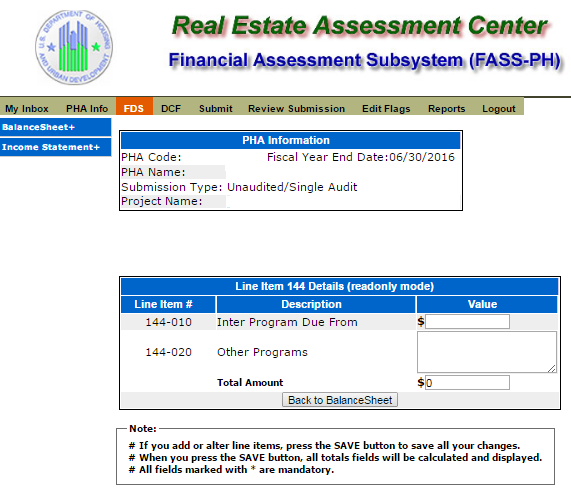 U.S. DEPARTMENT OF HOUSING
AND URBAN DEVELOPMENT
Real Estate Assessment Center
Financial Assessment Subsystem (FASS-PH)
My Inbox PHA Info FDS DCF Submit Review Submission Edit Flags Reports Logout
BalanceSheet+
Income Statement+
PHA Information
PHA Code: Fiscal Year End Date:06/30/2016
PHA Name:
Submission Type: Unaudited/Single Audit
Project Name:
Line Item 144 Details (readonly mode)
Line Item # Description Value
144-010 Inter Program Due From $
144-020 Other Programs
Total Amount $0
Back to BalanceSheet
Note:
# If you add or alter line items, press the SAVE button to save all your changes.
# When you press the SAVE button, all totals fields will be calculated and displayed.
# All fields marked with * are mandatory.